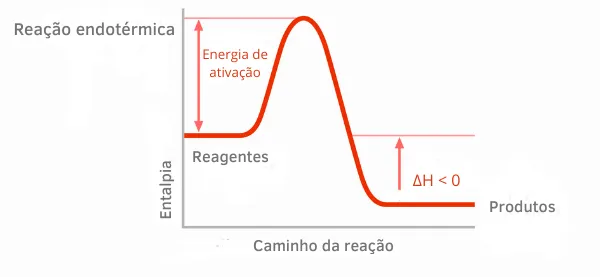 Reação endotérmica
Energia de
ativação
Reagentes
Entalpia
ΔH < 0
Produtos
Caminho da reação